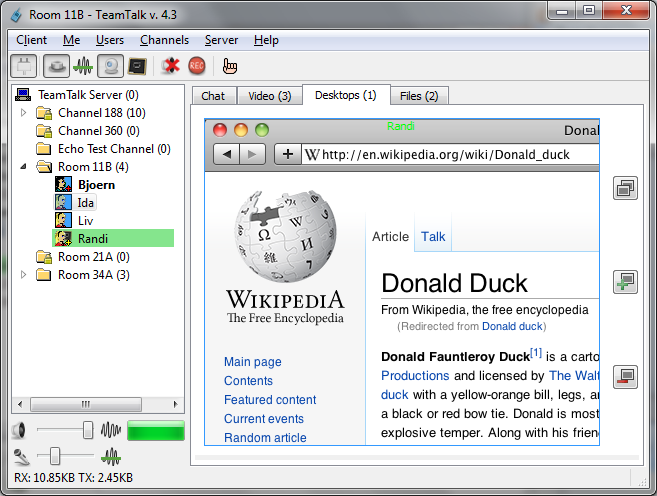 Room 11B - TeamTalk v. 4.3
Client Me Users Channels Server Help
REC
TeamTalk Server (0)
Channel 188 (10)
Channel 360 (0)
Echo Test Channel (0)
Room 11B (4)
Bjoern
Ida
Liv
Randi
Room 21A (0)
Room 34A (3)
RX: 10.85KB TX: 2.45KB
Chat Video (3) Desktops (1) Files (2)
Randi
Donal
http://en.wikipedia.org/wiki/Donald_duck
Ω W И
WIKIPEDIA
The Free Encyclopedia
Main page
Contents
Featured content
Current events
Random article
Article Talk
Donald Duck
From Wikipedia, the free encyclopedia
(Redirected from Donald duck)
Donald Fauntleroy Duck[1] is a carto
Productions and licensed by The Walt
duck with a yellow-orange bill, legs, an
a black or red bow tie. Donald is most
explosive temper. Along with his frien